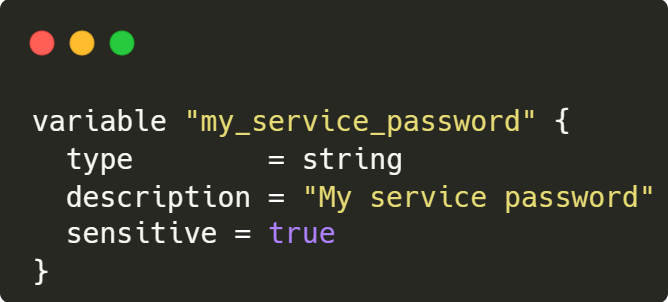 variable "my_service_password" {
  type        = string
  description = "My service password"
  sensitive = true
}